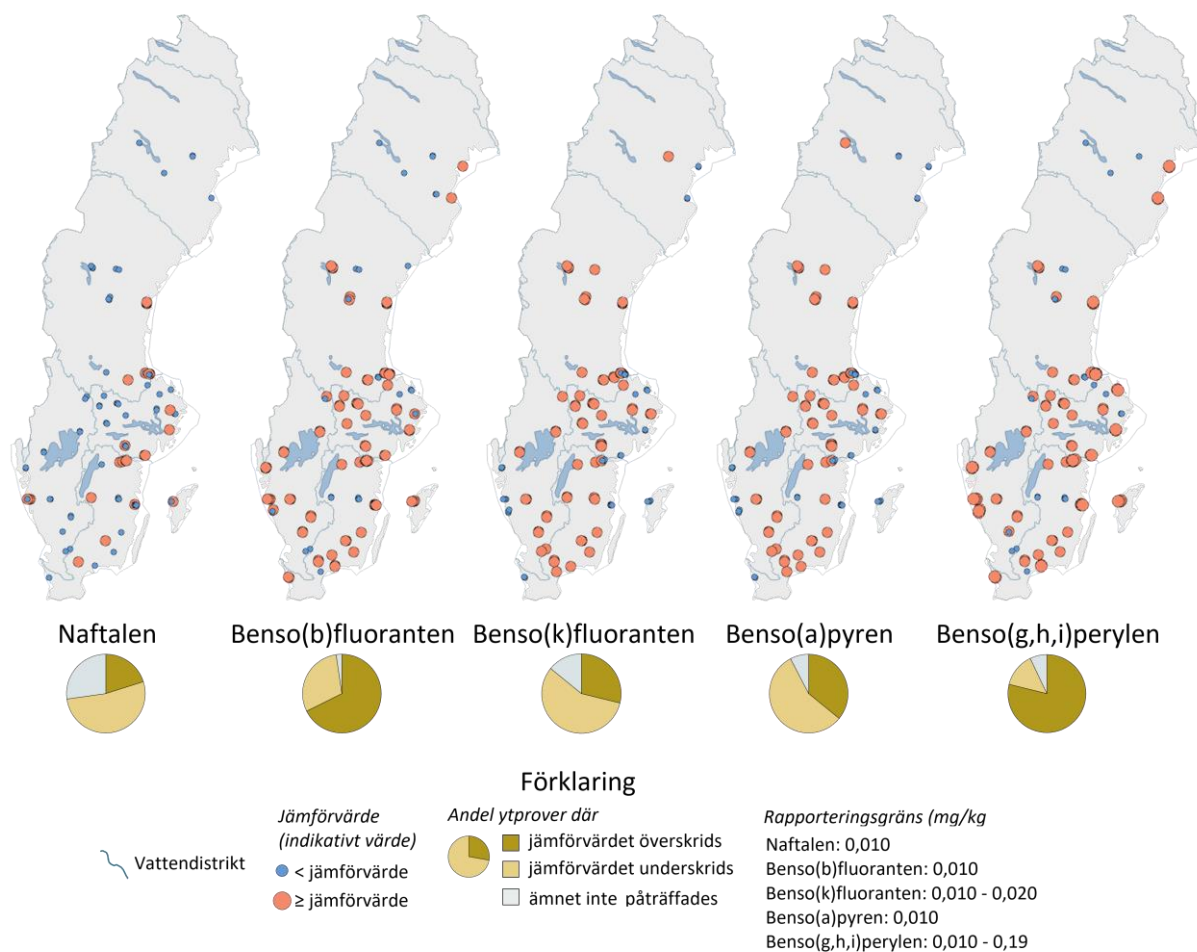 Naftalen
Benso(b)fluoranten
Benso(k)fluoranten
Benso(a)pyren
Benso(g,h,i)perylen
Förklaring
Vattendistrikt
Jämförvärde
(indikativt värde)
< jämförvärde
≥ jämförvärde
Andel ytprover där
jämförvärdet överskrids
jämförvärdet underskrids
ämnet inte påträffades
Rapporteringsgräns (mg/kg
Naftalen: 0,010
Benso(b)fluoranten: 0,010
Benso(k)fluoranten: 0,010 - 0,020
Benso(a)pyren: 0,010
Benso(g,h,i)perylen: 0,010 - 0,19